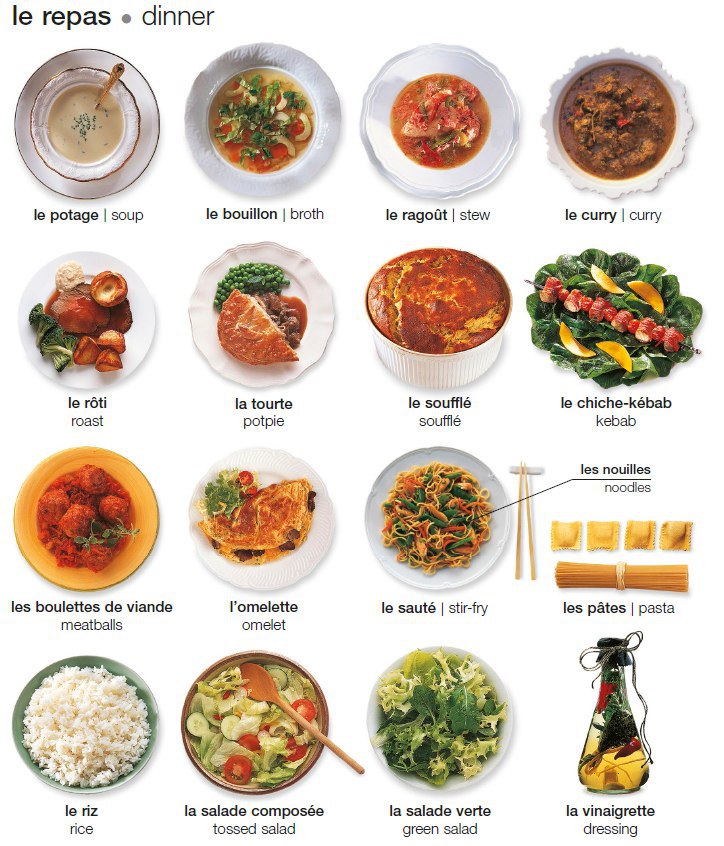 le repas • dinner
le potage | soup
le bouillon | broth
le ragoût | stew
le curry | curry
le rôti
roast
la tourte
potpie
le soufflé
soufflé
le chiche-kébab
kebab
les nouilles
noodles
les boulettes de viande
meatballs
l'omelette
omelet
le sauté | stir-fry
les pâtes | pasta
le riz
rice
la salade composée
tossed salad
la salade verte
green salad
la vinaigrette
dressing